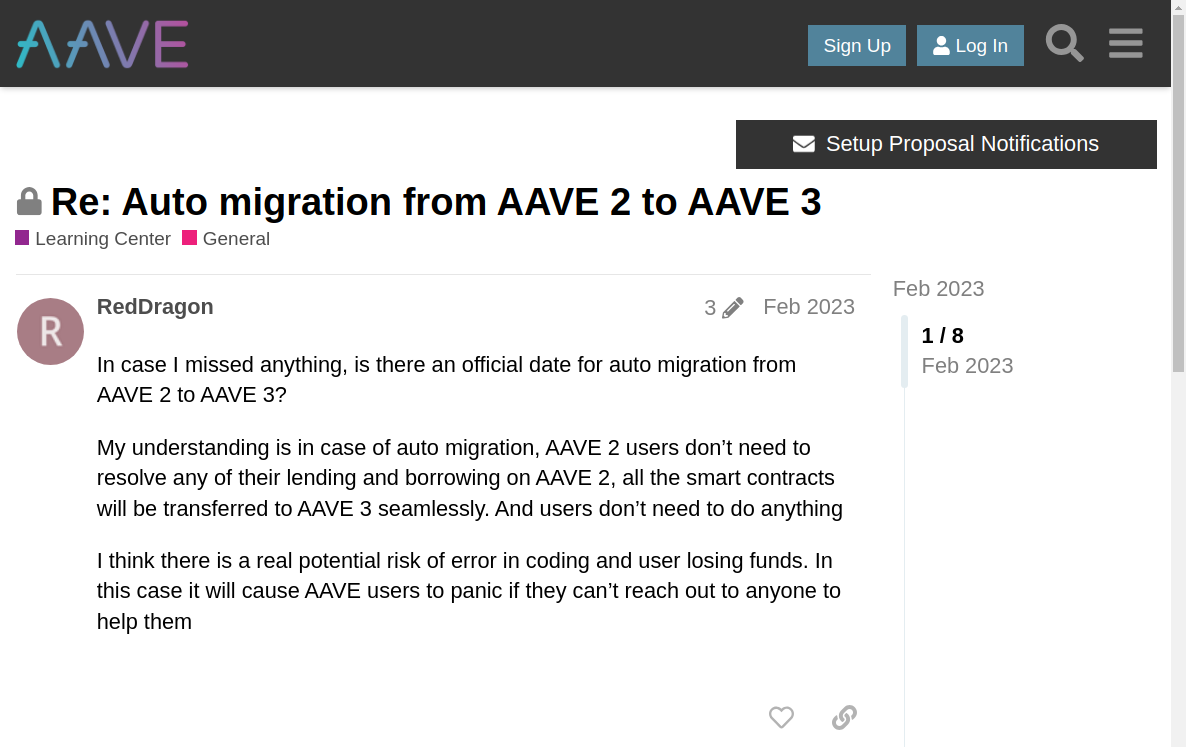 AAVE
Sign Up
Log In
Setup Proposal Notifications
Re: Auto migration from AAVE 2 to AAVE 3
Learning Center General
RedDragon
3
Feb 2023
R
In case I missed anything, is there an official date for auto migration from
AAVE 2 to AAVE 3?
My understanding is in case of auto migration, AAVE 2 users don’t need to
resolve any of their lending and borrowing on AAVE 2, all the smart contracts
will be transferred to AAVE 3 seamlessly. And users don’t need to do anything
I think there is a real potential risk of error in coding and user losing funds. In
this case it will cause AAVE users to panic if they can’t reach out to anyone to
help them
Feb 2023
1 / 8
Feb 2023